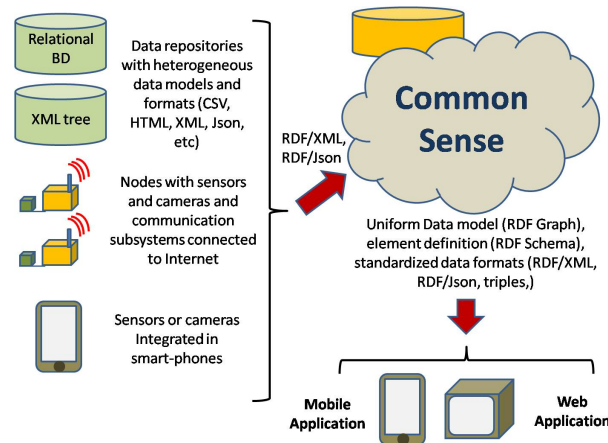 Relational
BD
XML tree
Data repositories
with heterogeneous
data models and
formats (CSV,
HTML, XML, Json,
etc)
Nodes with sensors
and cameras and
communication
subsystems connected
to Internet
Sensors or cameras
Integrated in
smart-phones
RDF/XML,
RDF/Json
Common
Sense
Uniform Data model (RDF Graph),
element definition (RDF Schema),
standardized data formats (RDF/XML,
RDF/Json, triples,)
Mobile
Application
Web
Application